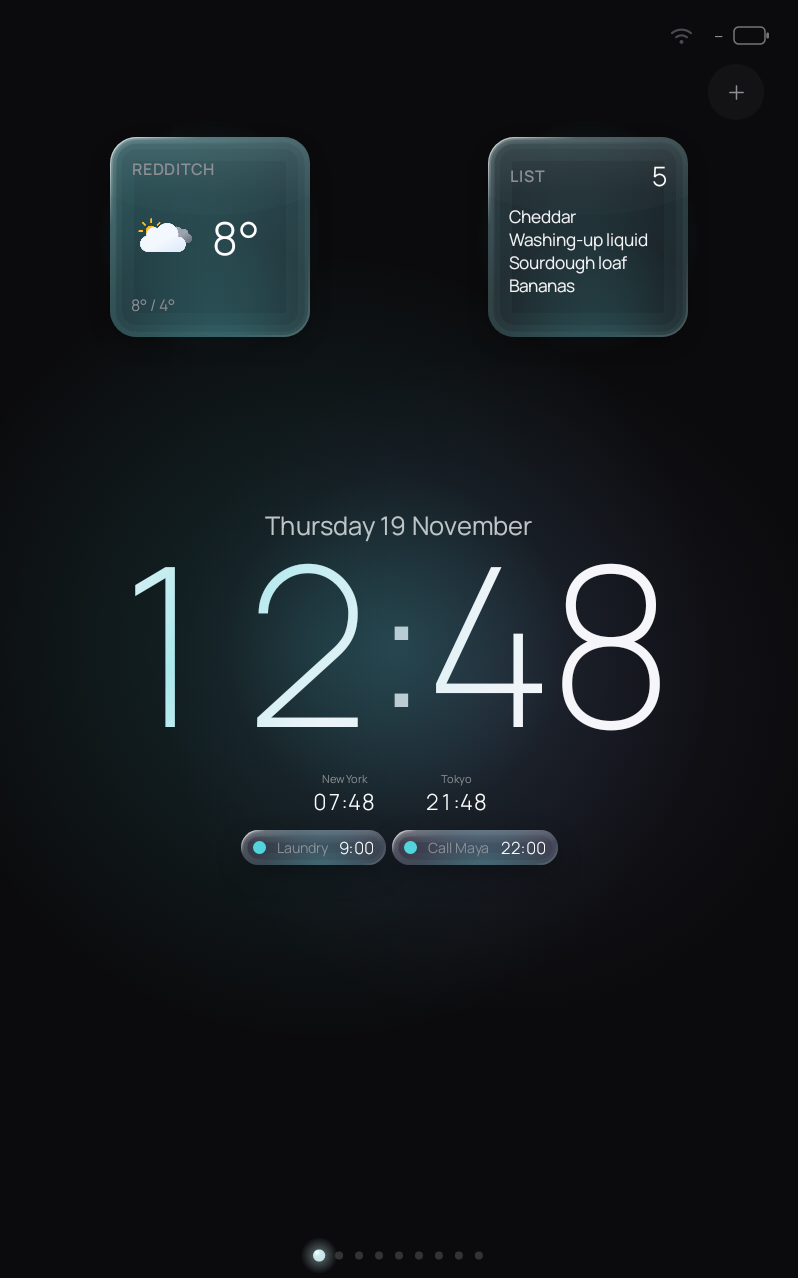 –
+
REDDITCH
8°
8° / 4°
LIST 5
Cheddar
Washing-up liquid
Sourdough loaf
Bananas
Thursday 19 November
12:48
New York
07:48
Tokyo
21:48
Laundry 9:00
Call Maya 22:00